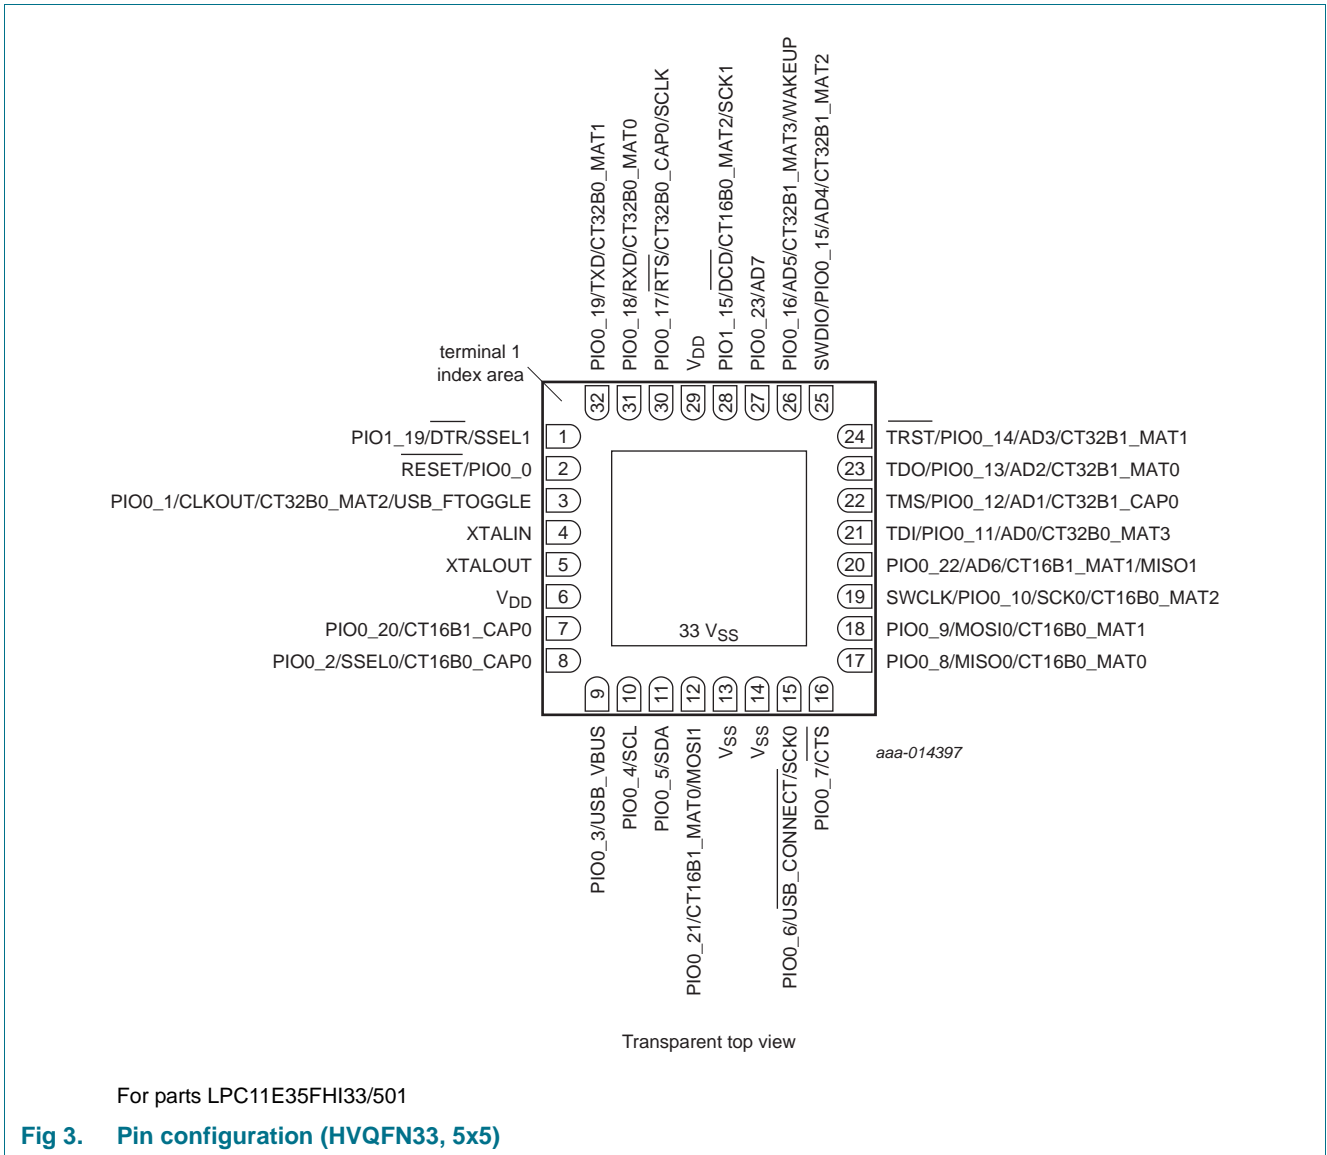 PIO0_19/TXD/CT32B0_MAT1
PIO0_18/RXD/CT32B0_MAT0
PIO0_17/RTS/CT32B0_CAP0/SCLK
VDD
PIO1_15/DCD/CT16B0_MAT2/SCK1
PIO0_23/AD7
PIO0_16/AD5/CT32B1_MAT3/WAKEUP
SWDIO/PIO0_15/AD4/CT32B1_MAT2
terminal 1
index area
32
31
30
29
28
27
26
25
PIO1_19/DTR/SSEL1 1
RESET/PIO0_0 2
PIO0_1/CLKOUT/CT32B0_MAT2/USB_FTOGGLE 3
XTALIN 4
XTALOUT 5
VDD 6
PIO0_20/CT16B1_CAP0 7
PIO0_2/SSEL0/CT16B0_CAP0 8
24 TRST/PIO0_14/AD3/CT32B1_MAT1
23 TDO/PIO0_13/AD2/CT32B1_MAT0
22 TMS/PIO0_12/AD1/CT32B1_CAP0
21 TDI/PIO0_11/AD0/CT32B0_MAT3
20 PIO0_22/AD6/CT16B1_MAT1/MISO1
19 SWCLK/PIO0_10/SCK0/CT16B0_MAT2
18 PIO0_9/MOSI0/CT16B0_MAT1
17 PIO0_8/MISO0/CT16B0_MAT0
33 VSS
9
10
11
12
13
14
15
16
PIO0_3/USB_VBUS
PIO0_4/SCL
PIO0_5/SDA
PIO0_21/CT16B1_MAT0/MOSI1
VSS
VSS
PIO0_6/USB_CONNECT/SCK0
PIO0_7/CTS
aaa-014397
Transparent top view
For parts LPC11E35FHI33/501
Fig 3. Pin configuration (HVQFN33, 5x5)